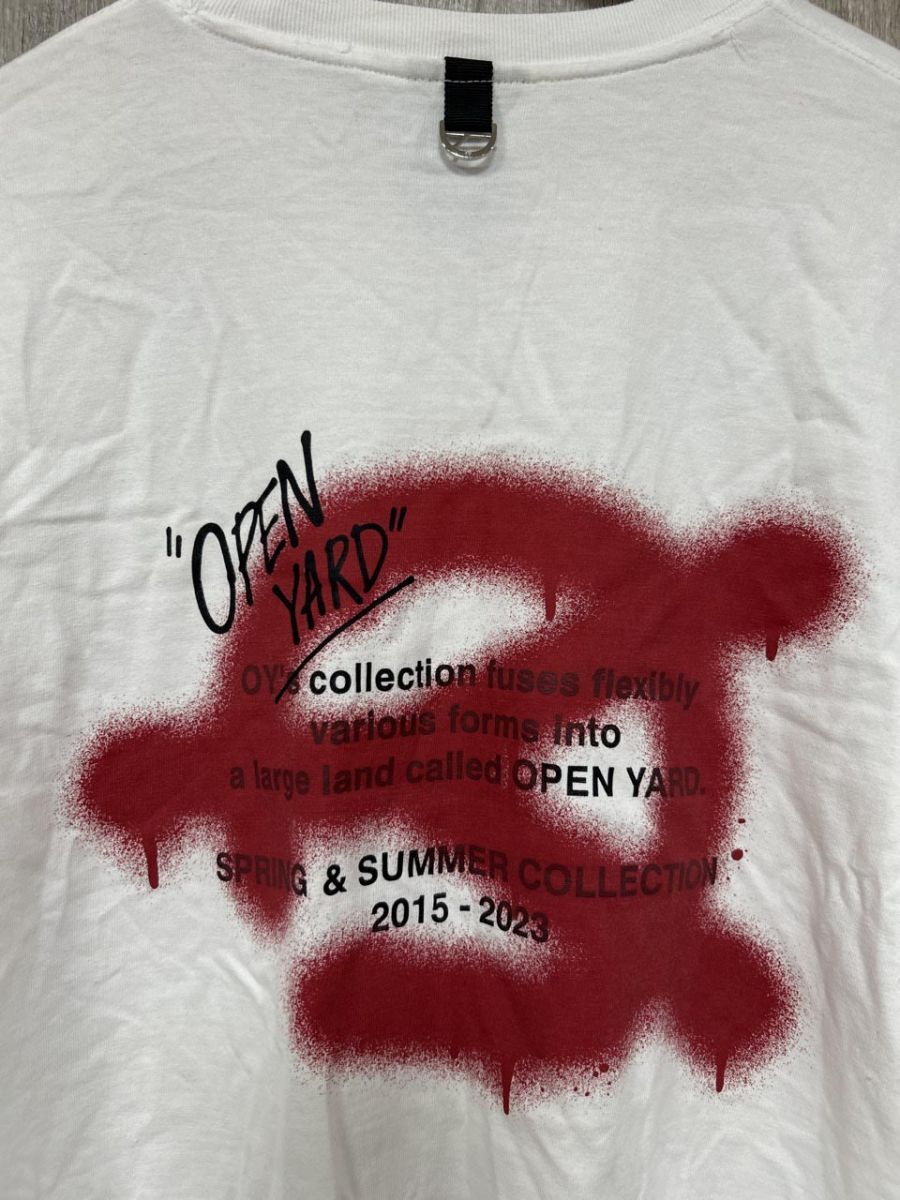 "OPEN
YARD"
OY's collection fuses flexibly
various forms into
a large land called OPEN YARD.
SPRING & SUMMER COLLECTION
2015 - 2023